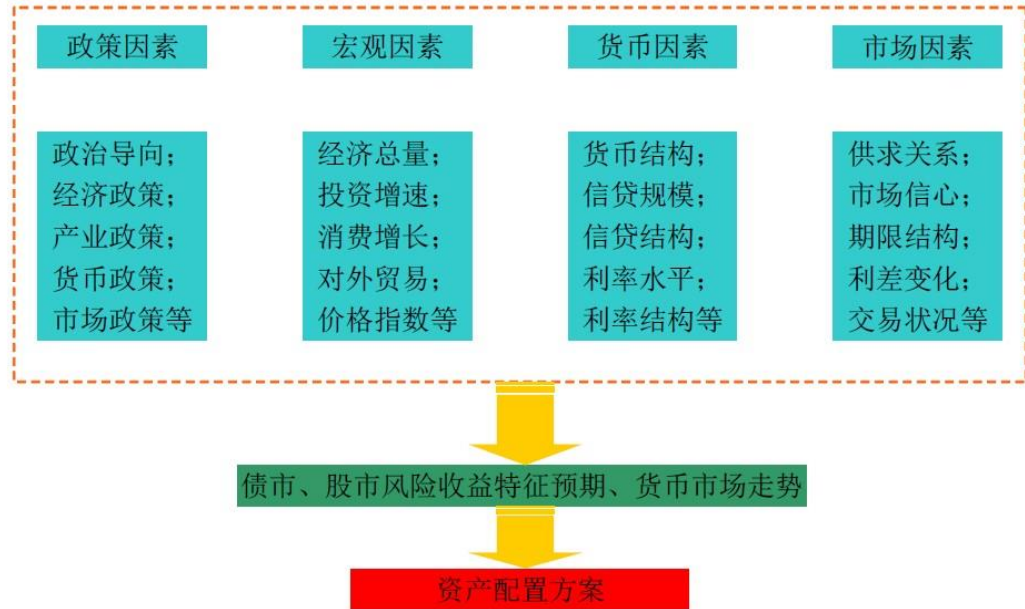 政策因素
宏观因素
货币因素
市场因素
政治导向；
经济政策；
产业政策；
货币政策；
市场政策等
经济总量；
投资增速；
消费增长；
对外贸易；
价格指数等
货币结构；
信贷规模；
信贷结构；
利率水平；
利率结构等
供求关系；
市场信心；
期限结构；
利差变化；
交易状况等
债市、股市风险收益特征预期、货币市场走势
资产配置方案